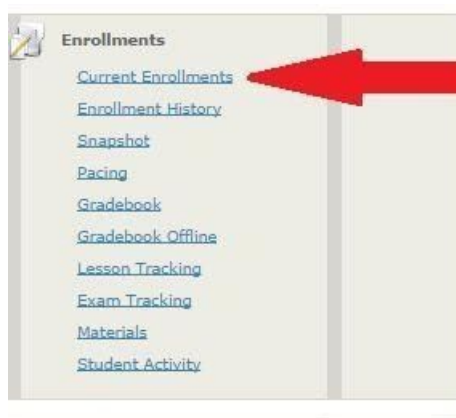 Enrollments
Current Enrollments
Enrollment History
Snapshot
Pacing
Gradebook
Gradebook Offline
Lesson Tracking
Exam Tracking
Materials
Student Activity